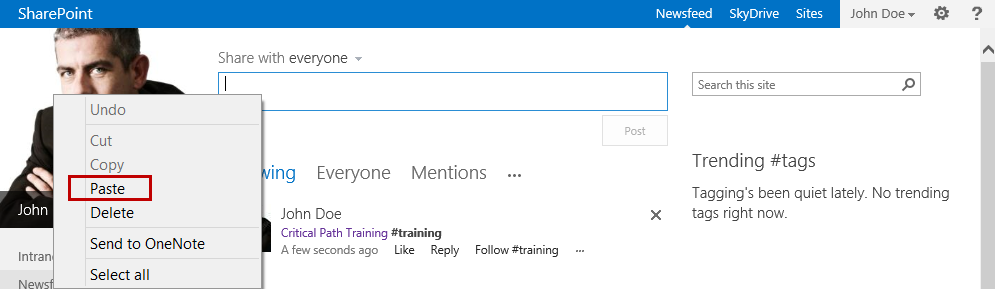 SharePoint
Newsfeed SkyDrive Sites John Doe ?
Share with everyone
Search this site
Post
Undo
Cut
Copy
Paste
Delete
Send to OneNote
Select all
wing Everyone Mentions ...
Trending #tags
Tagging's been quiet lately. No trending
tags right now.
John
John Doe
Critical Path Training #training
A few seconds ago Like Reply Follow #training ...
Intran
Newsf